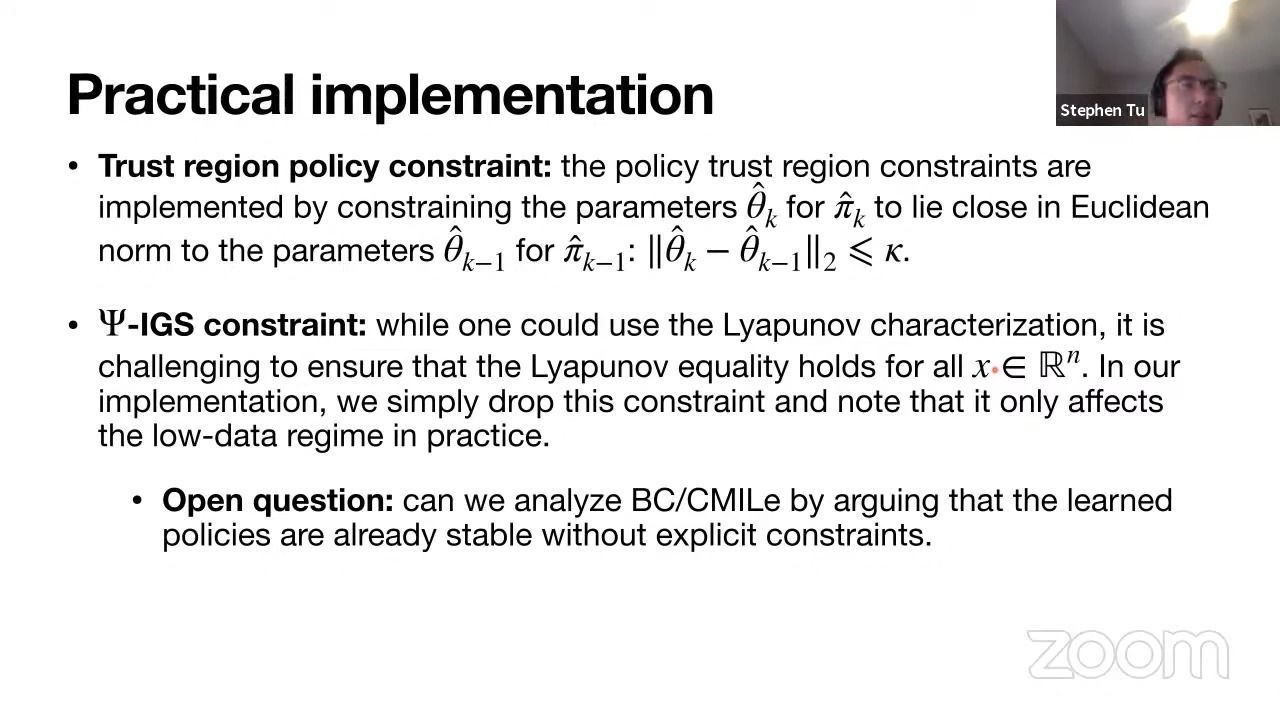 Stephen Tu
Practical implementation
• Trust region policy constraint: the policy trust region constraints are
implemented by constraining the parameters θ̂ₖ for π̂ₖ to lie close in Euclidean
norm to the parameters θ̂ₖ₋₁ for π̂ₖ₋₁: ‖θ̂ₖ − θ̂ₖ₋₁‖₂ ⩽ κ.
• Ψ-IGS constraint: while one could use the Lyapunov characterization, it is
challenging to ensure that the Lyapunov equality holds for all x ∈ ℝⁿ. In our
implementation, we simply drop this constraint and note that it only affects
the low-data regime in practice.
• Open question: can we analyze BC/CMILe by arguing that the learned
policies are already stable without explicit constraints.
zoom